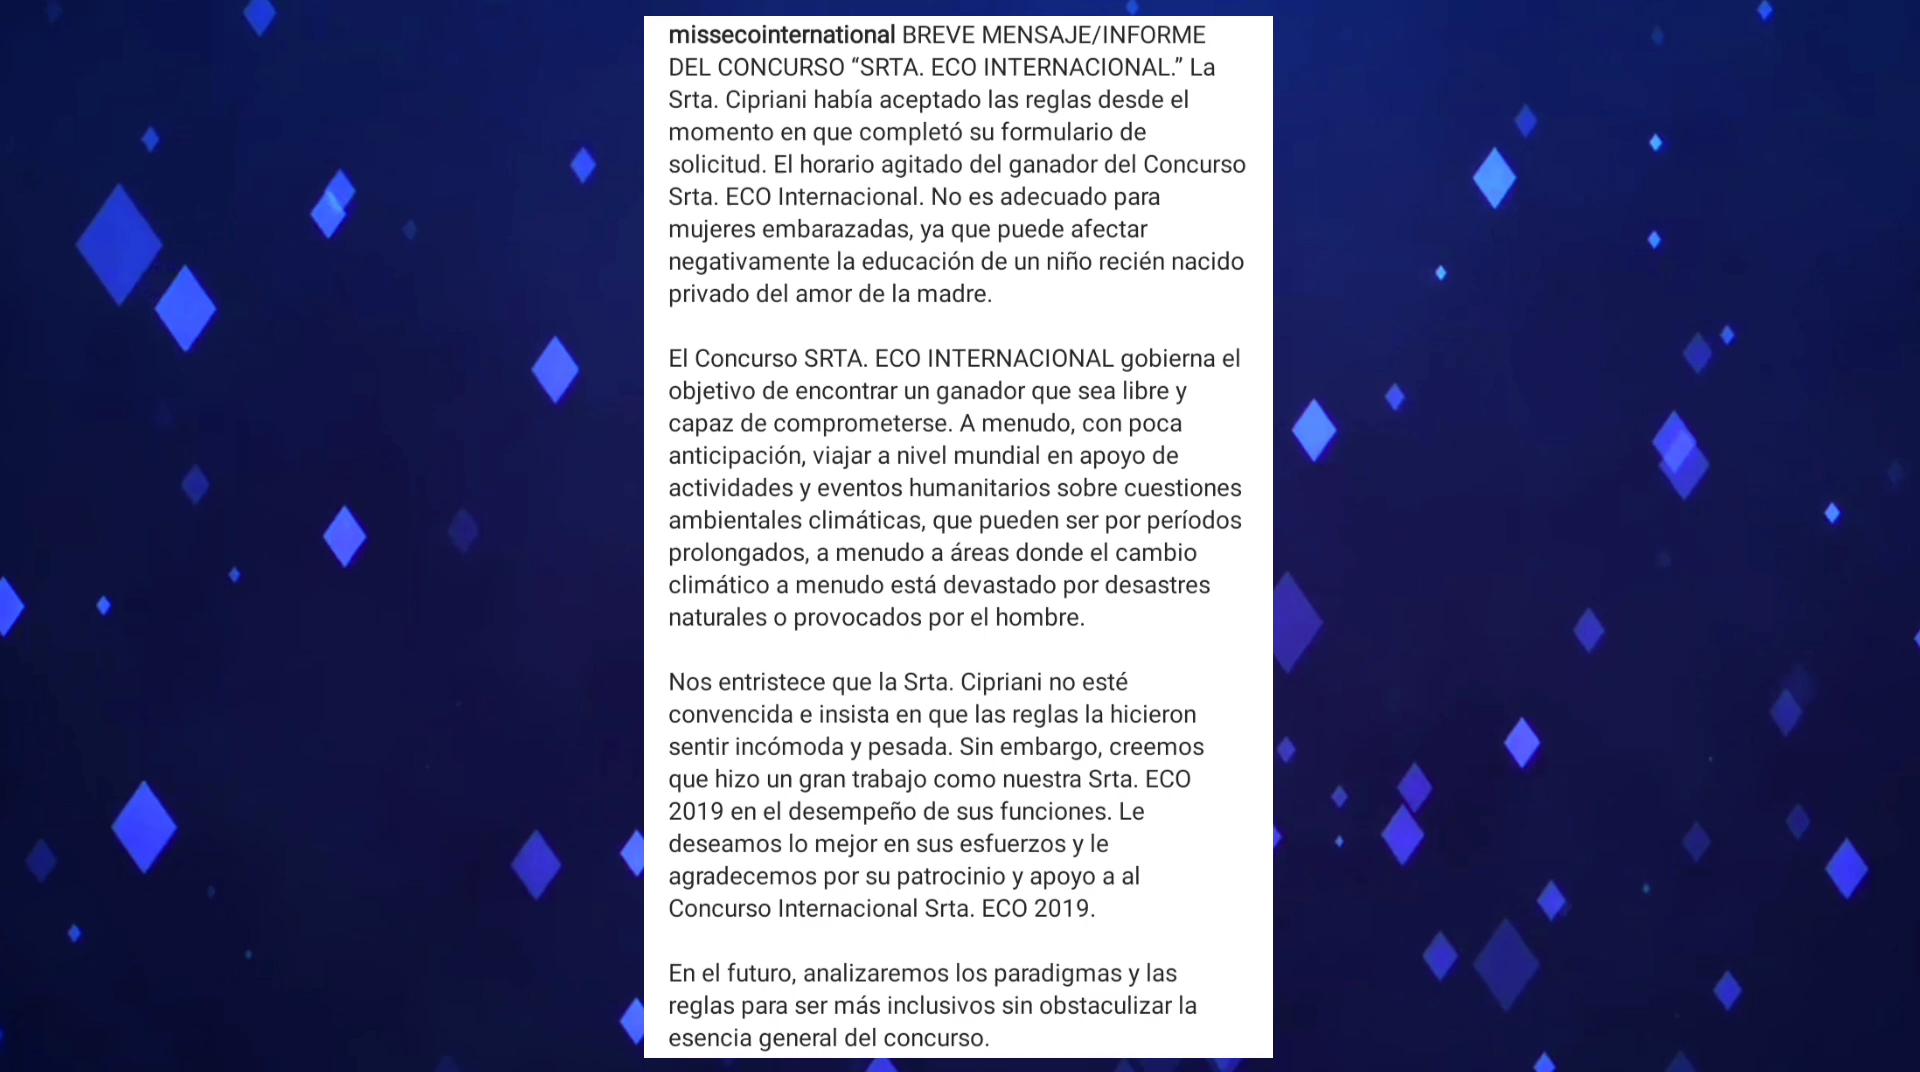 missecointernational BREVE MENSAJE/INFORME
DEL CONCURSO “SRTA. ECO INTERNACIONAL.” La
Srta. Cipriani había aceptado las reglas desde el
momento en que completó su formulario de
solicitud. El horario agitado del ganador del Concurso
Srta. ECO Internacional. No es adecuado para
mujeres embarazadas, ya que puede afectar
negativamente la educación de un niño recién nacido
privado del amor de la madre.

El Concurso SRTA. ECO INTERNACIONAL gobierna el
objetivo de encontrar un ganador que sea libre y
capaz de comprometerse. A menudo, con poca
anticipación, viajar a nivel mundial en apoyo de
actividades y eventos humanitarios sobre cuestiones
ambientales climáticas, que pueden ser por períodos
prolongados, a menudo a áreas donde el cambio
climático a menudo está devastado por desastres
naturales o provocados por el hombre.

Nos entristece que la Srta. Cipriani no esté
convencida e insista en que las reglas la hicieron
sentir incómoda y pesada. Sin embargo, creemos
que hizo un gran trabajo como nuestra Srta. ECO
2019 en el desempeño de sus funciones. Le
deseamos lo mejor en sus esfuerzos y le
agradecemos por su patrocinio y apoyo a al
Concurso Internacional Srta. ECO 2019.

En el futuro, analizaremos los paradigmas y las
reglas para ser más inclusivos sin obstaculizar la
esencia general del concurso.